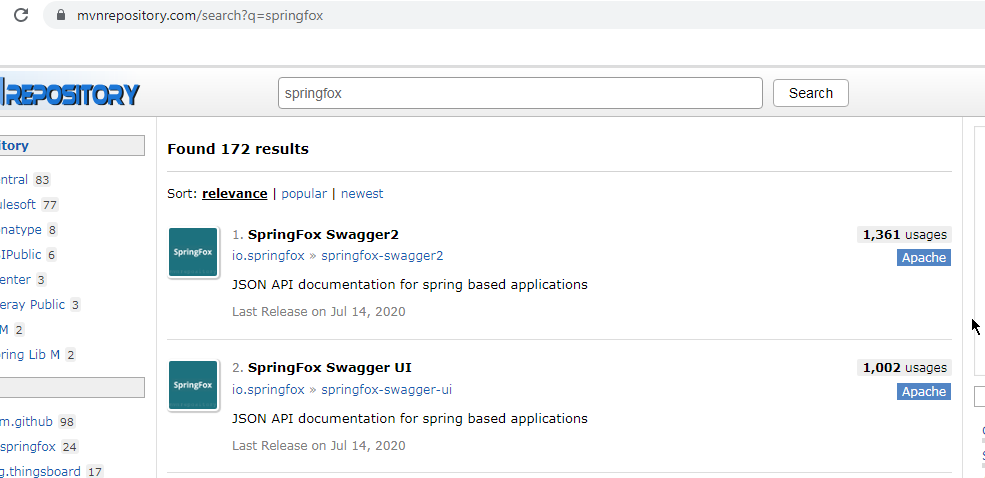 mvnrepository.com/search?q=springfox
REPOSITORY
springfox
Search
itory
entral 83
ulesoft 77
onatype 8
IPublic 6
enter 3
eray Public 3
M 2
ring Lib M 2
m.github 98
springfox 24
g.thingsboard 17
Found 172 results
Sort: relevance | popular | newest
1. SpringFox Swagger2
1,361 usages
io.springfox » springfox-swagger2
Apache
SpringFox
JSON API documentation for spring based applications
Last Release on Jul 14, 2020
2. SpringFox Swagger UI
1,002 usages
io.springfox » springfox-swagger-ui
Apache
SpringFox
JSON API documentation for spring based applications
Last Release on Jul 14, 2020